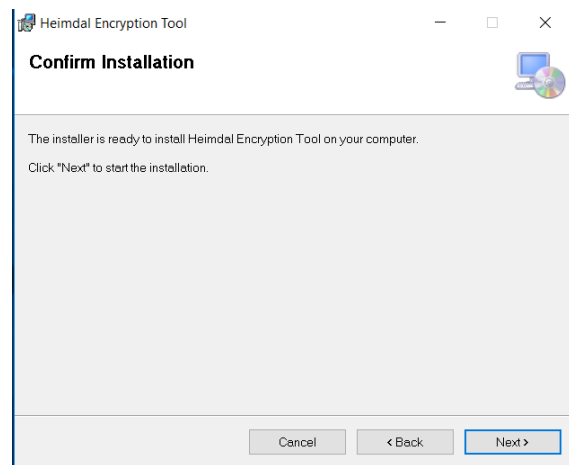 Heimdal Encryption Tool
Confirm Installation
The installer is ready to install Heimdal Encryption Tool on your computer.
Click "Next" to start the installation.
Cancel
< Back
Next >